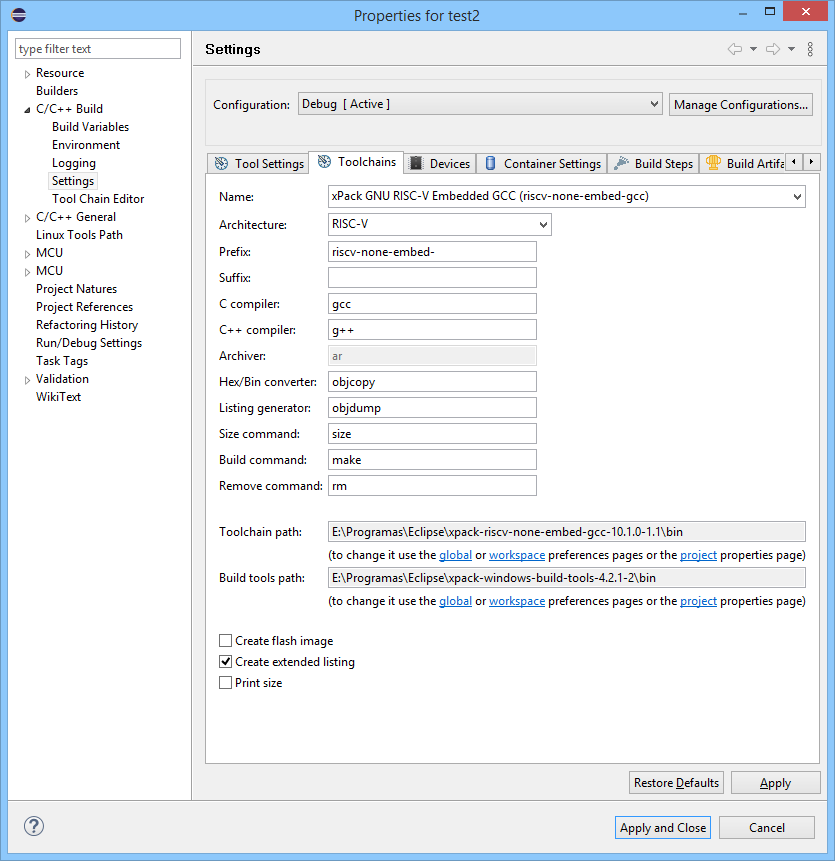 Properties for test2
type filter text
Resource
Builders
C/C++ Build
Build Variables
Environment
Logging
Settings
Tool Chain Editor
C/C++ General
Linux Tools Path
MCU
MCU
Project Natures
Project References
Refactoring History
Run/Debug Settings
Task Tags
Validation
WikiText
Settings
Configuration: Debug [ Active ] Manage Configurations...
Tool Settings Toolchains Devices Container Settings Build Steps Build Artifa
Name: xPack GNU RISC-V Embedded GCC (riscv-none-embed-gcc)
Architecture: RISC-V
Prefix: riscv-none-embed-
Suffix:
C compiler: gcc
C++ compiler: g++
Archiver: ar
Hex/Bin converter: objcopy
Listing generator: objdump
Size command: size
Build command: make
Remove command: rm
Toolchain path: E:\Programas\Eclipse\xpack-riscv-none-embed-gcc-10.1.0-1.1\bin
(to change it use the global or workspace preferences pages or the project properties page)
Build tools path: E:\Programas\Eclipse\xpack-windows-build-tools-4.2.1-2\bin
(to change it use the global or workspace preferences pages or the project properties page)
Create flash image
Create extended listing
Print size
Restore Defaults Apply
? Apply and Close Cancel